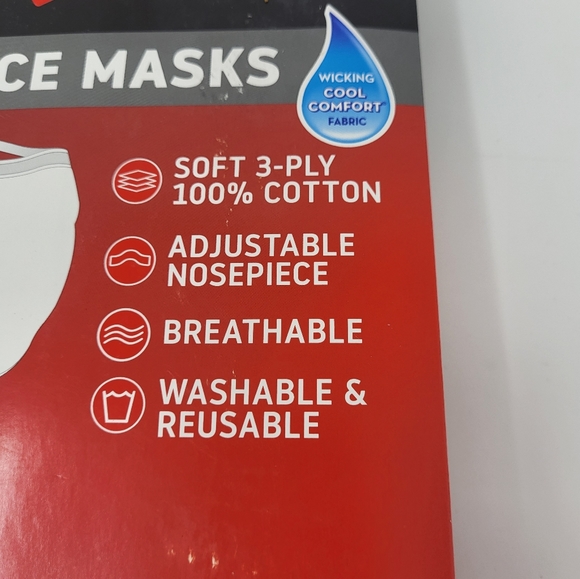 CE MASKS
WICKING
COOL
COMFORT
FABRIC
SOFT 3-PLY
100% COTTON
ADJUSTABLE
NOSEPIECE
BREATHABLE
WASHABLE &
REUSABLE